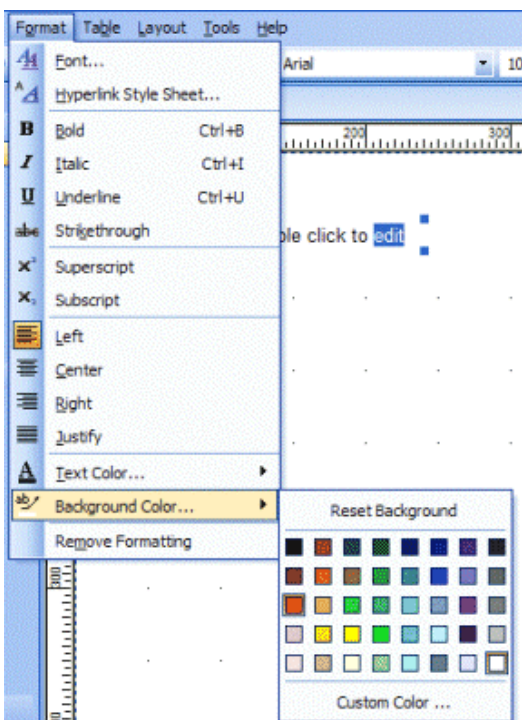 Format Table Layout Tools Help
Font...
Arial 10
Hyperlink Style Sheet...
Bold Ctrl+B
200 300
Italic Ctrl+I
Underline Ctrl+U
Strikethrough
ble click to edit
Superscript
Subscript
Left
Center
Right
Justify
Text Color...
Background Color...
Reset Background
Remove Formatting
300
Custom Color ...